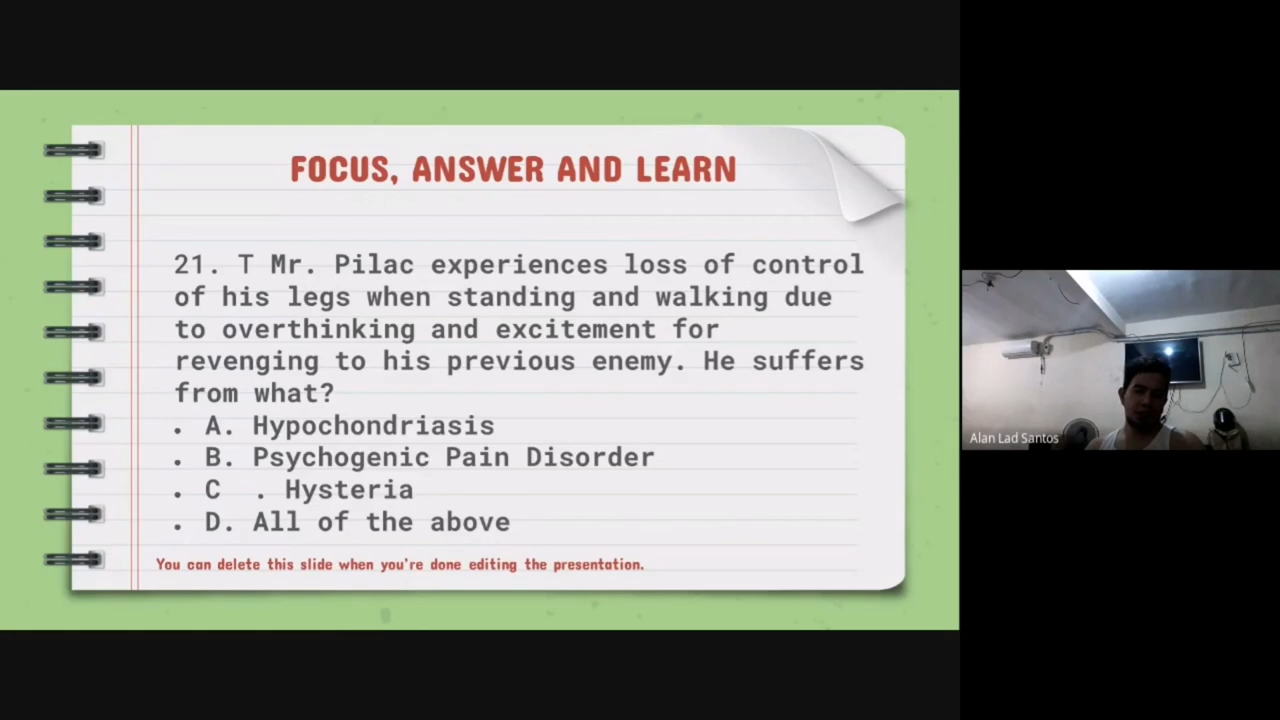 FOCUS, ANSWER AND LEARN
21. T Mr. Pilac experiences loss of control
of his legs when standing and walking due
to overthinking and excitement for
revenging to his previous enemy. He suffers
from what?
• A. Hypochondriasis
• B. Psychogenic Pain Disorder
• C . Hysteria
• D. All of the above
You can delete this slide when you're done editing the presentation.
Alan Lad Santos